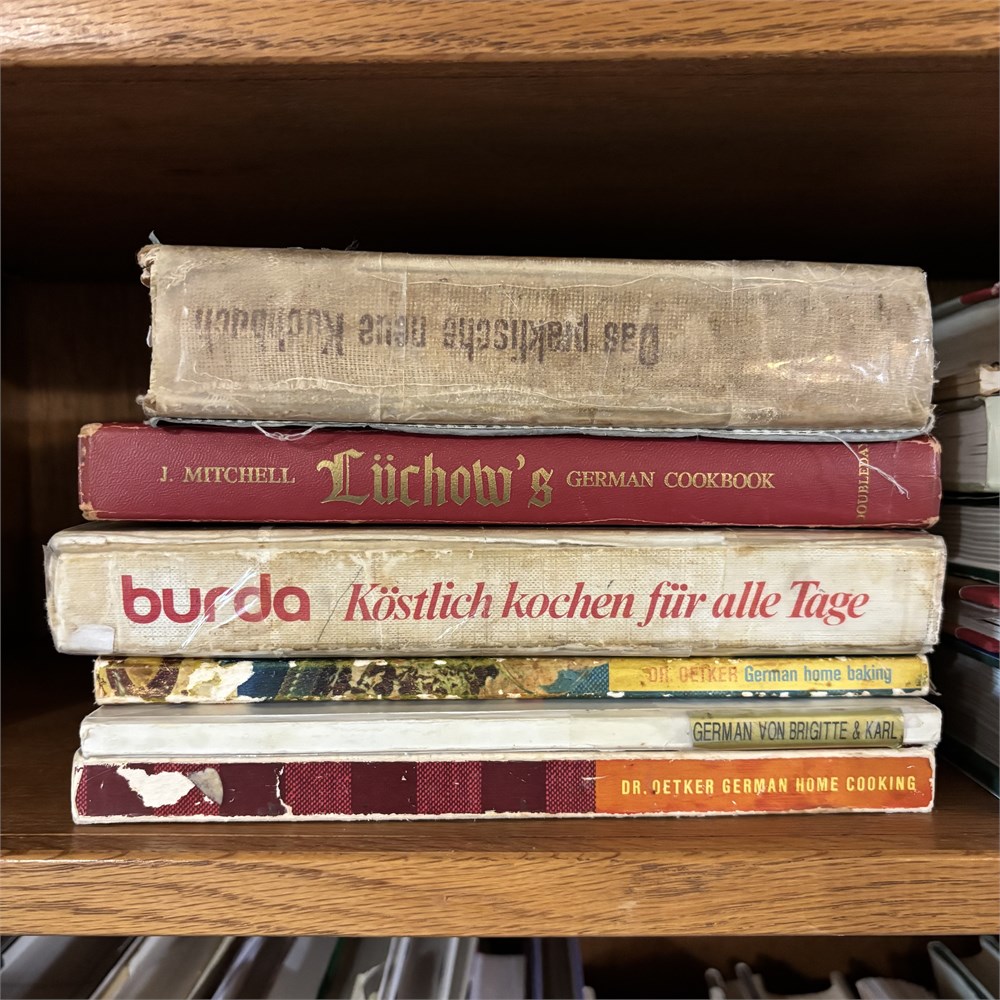 Das praktische neue Kochbuch
J. MITCHELL Lüchow's GERMAN COOKBOOK DOUBLEDAY
burda Köstlich kochen für alle Tage
DR. OETKER German home baking
GERMAN VON BRIGITTE & KARL
DR. OETKER GERMAN HOME COOKING